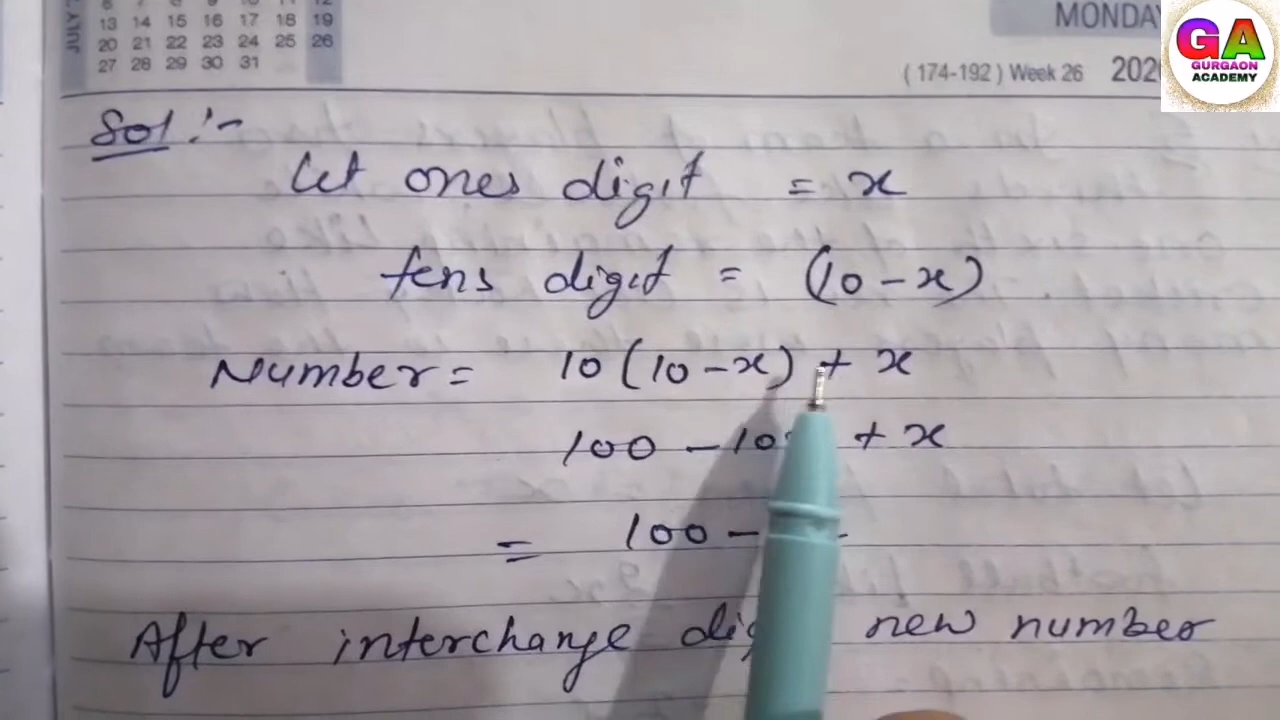 JULY
13 14 15 16 17 18 19
20 21 22 23 24 25 26
27 28 29 30 31
MONDAY
(174-192) Week 26 202
GA
GURGAON
ACADEMY
Sol :-
Let ones digit = x
tens digit = (10 - x)
Number = 10 (10 - x) + x
100 - 10 + x
= 100 -
After interchange new number